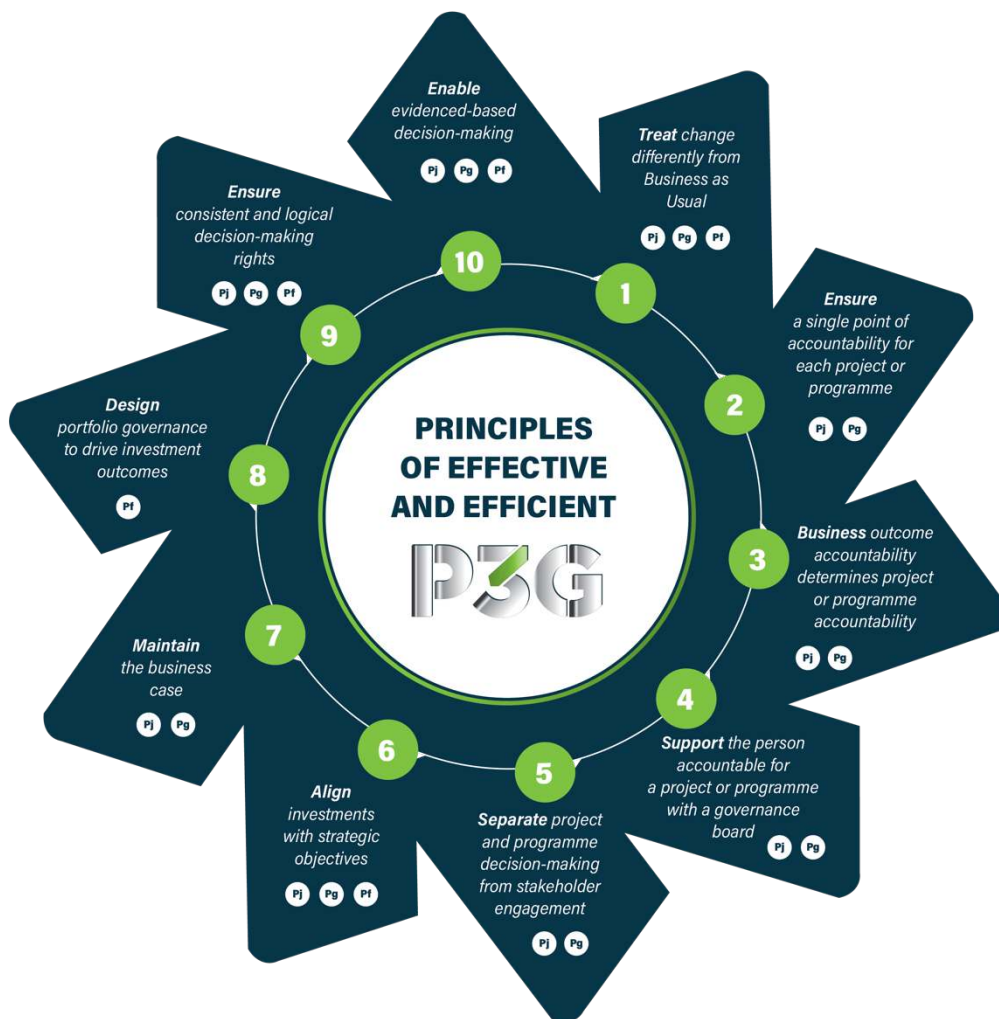 PRINCIPLES
OF EFFECTIVE
AND EFFICIENT
P3G
1
Treat change
differently from
Business as
Usual
Pj Pg Pf
2
Ensure
a single point of
accountability for
each project or
programme
Pj Pg
3
Business outcome
accountability
determines project
or programme
accountability
Pj Pg
4
Support the person
accountable for
a project or programme
with a governance
board
Pj Pg
5
Separate project
and programme
decision-making
from stakeholder
engagement
Pj Pg
6
Align
investments
with strategic
objectives
Pj Pg Pf
7
Maintain
the business
case
Pj Pg
8
Design
portfolio governance
to drive investment
outcomes
Pf
9
Ensure
consistent and logical
decision-making
rights
Pj Pg Pf
10
Enable
evidenced-based
decision-making
Pj Pg Pf